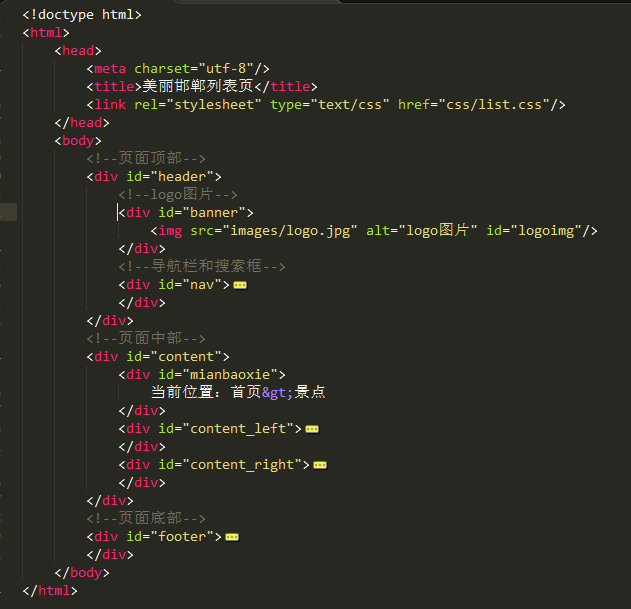 <!doctype html>
<html>
<head>
<meta charset="utf-8"/>
<title>美丽邯郸列表页</title>
<link rel="stylesheet" type="text/css" href="css/list.css"/>
</head>
<body>
<!--页面顶部-->
<div id="header">
<!--logo图片-->
<div id="banner">
<img src="images/logo.jpg" alt="logo图片" id="logoimg"/>
</div>
<!--导航栏和搜索框-->
<div id="nav">
</div>
</div>
<!--页面中部-->
<div id="content">
<div id="mianbaoxie">
当前位置：首页&gt;景点
</div>
<div id="content_left">
</div>
<div id="content_right">
</div>
</div>
<!--页面底部-->
<div id="footer">
</div>
</body>
</html>